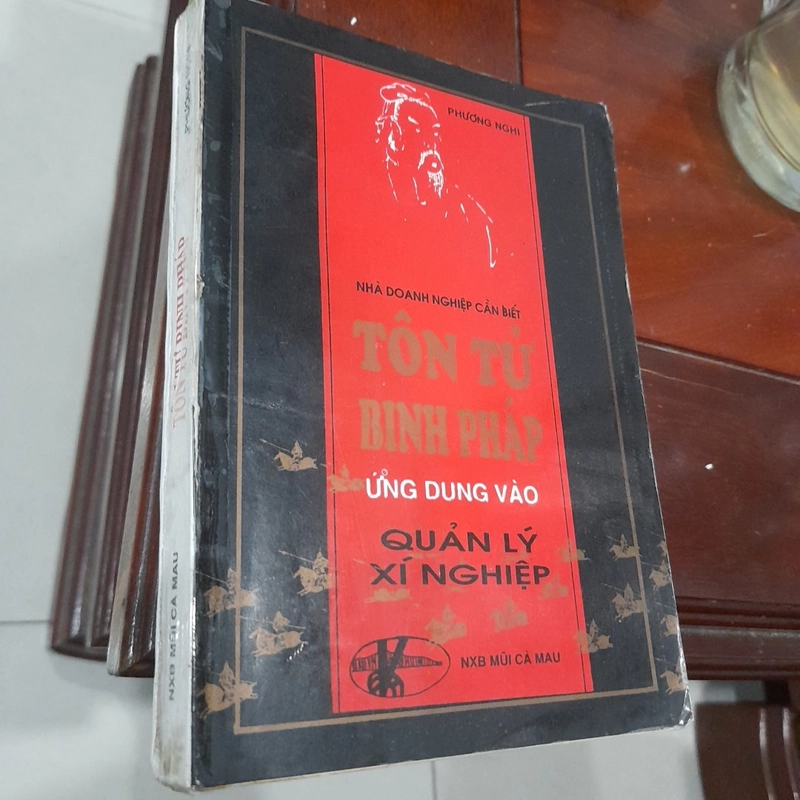 PHƯƠNG NGHI
NHÀ DOANH NGHIỆP CẦN BIẾT
TÔN TỬ
BINH PHÁP
ỨNG DUNG VÀO
QUẢN LÝ
XÍ NGHIỆP
NXB MŨI CÀ MAU
TÔN TỬ BINH PHÁP
NXB MŨI CÀ MAU